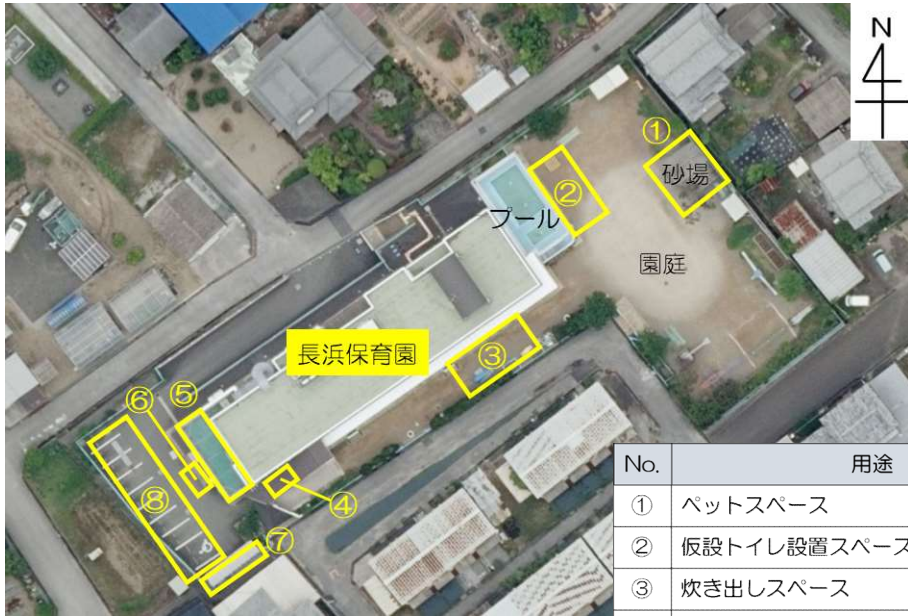 N
①
砂場
②
プール
園庭
長浜保育園
③
⑤
⑥
④
⑧
⑦
No. 用途
① ペットスペース
② 仮設トイレ設置スペース
③ 炊き出しスペース